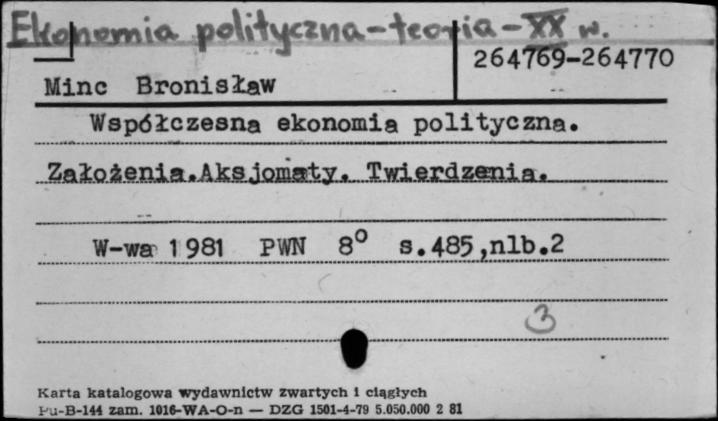 Ekonomia polityczna-teoria-XX w.
264769-264770
Minc Bronisław
Współczesna ekonomia polityczna.
Założenia.Aksjomaty. Twierdzenia.
W-wa 1981 PWN 8° s.485,nlb.2
3
Karta katalogowa wydawnictw zwartych i ciągłych
Pu-B-144 zam. 1016-WA-O-n — DZG 1501-4-79 5.050.000 2 81